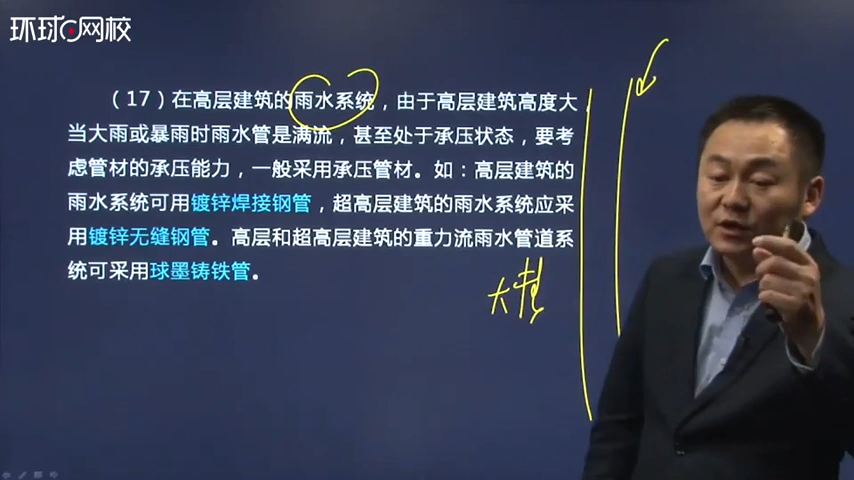 环球网校
（17）在高层建筑的雨水系统，由于高层建筑高度大，
当大雨或暴雨时雨水管是满流，甚至处于承压状态，要考
虑管材的承压能力，一般采用承压管材。如：高层建筑的
雨水系统可用镀锌焊接钢管，超高层建筑的雨水系统应采
用镀锌无缝钢管。高层和超高层建筑的重力流雨水管道系
统可采用球墨铸铁管。